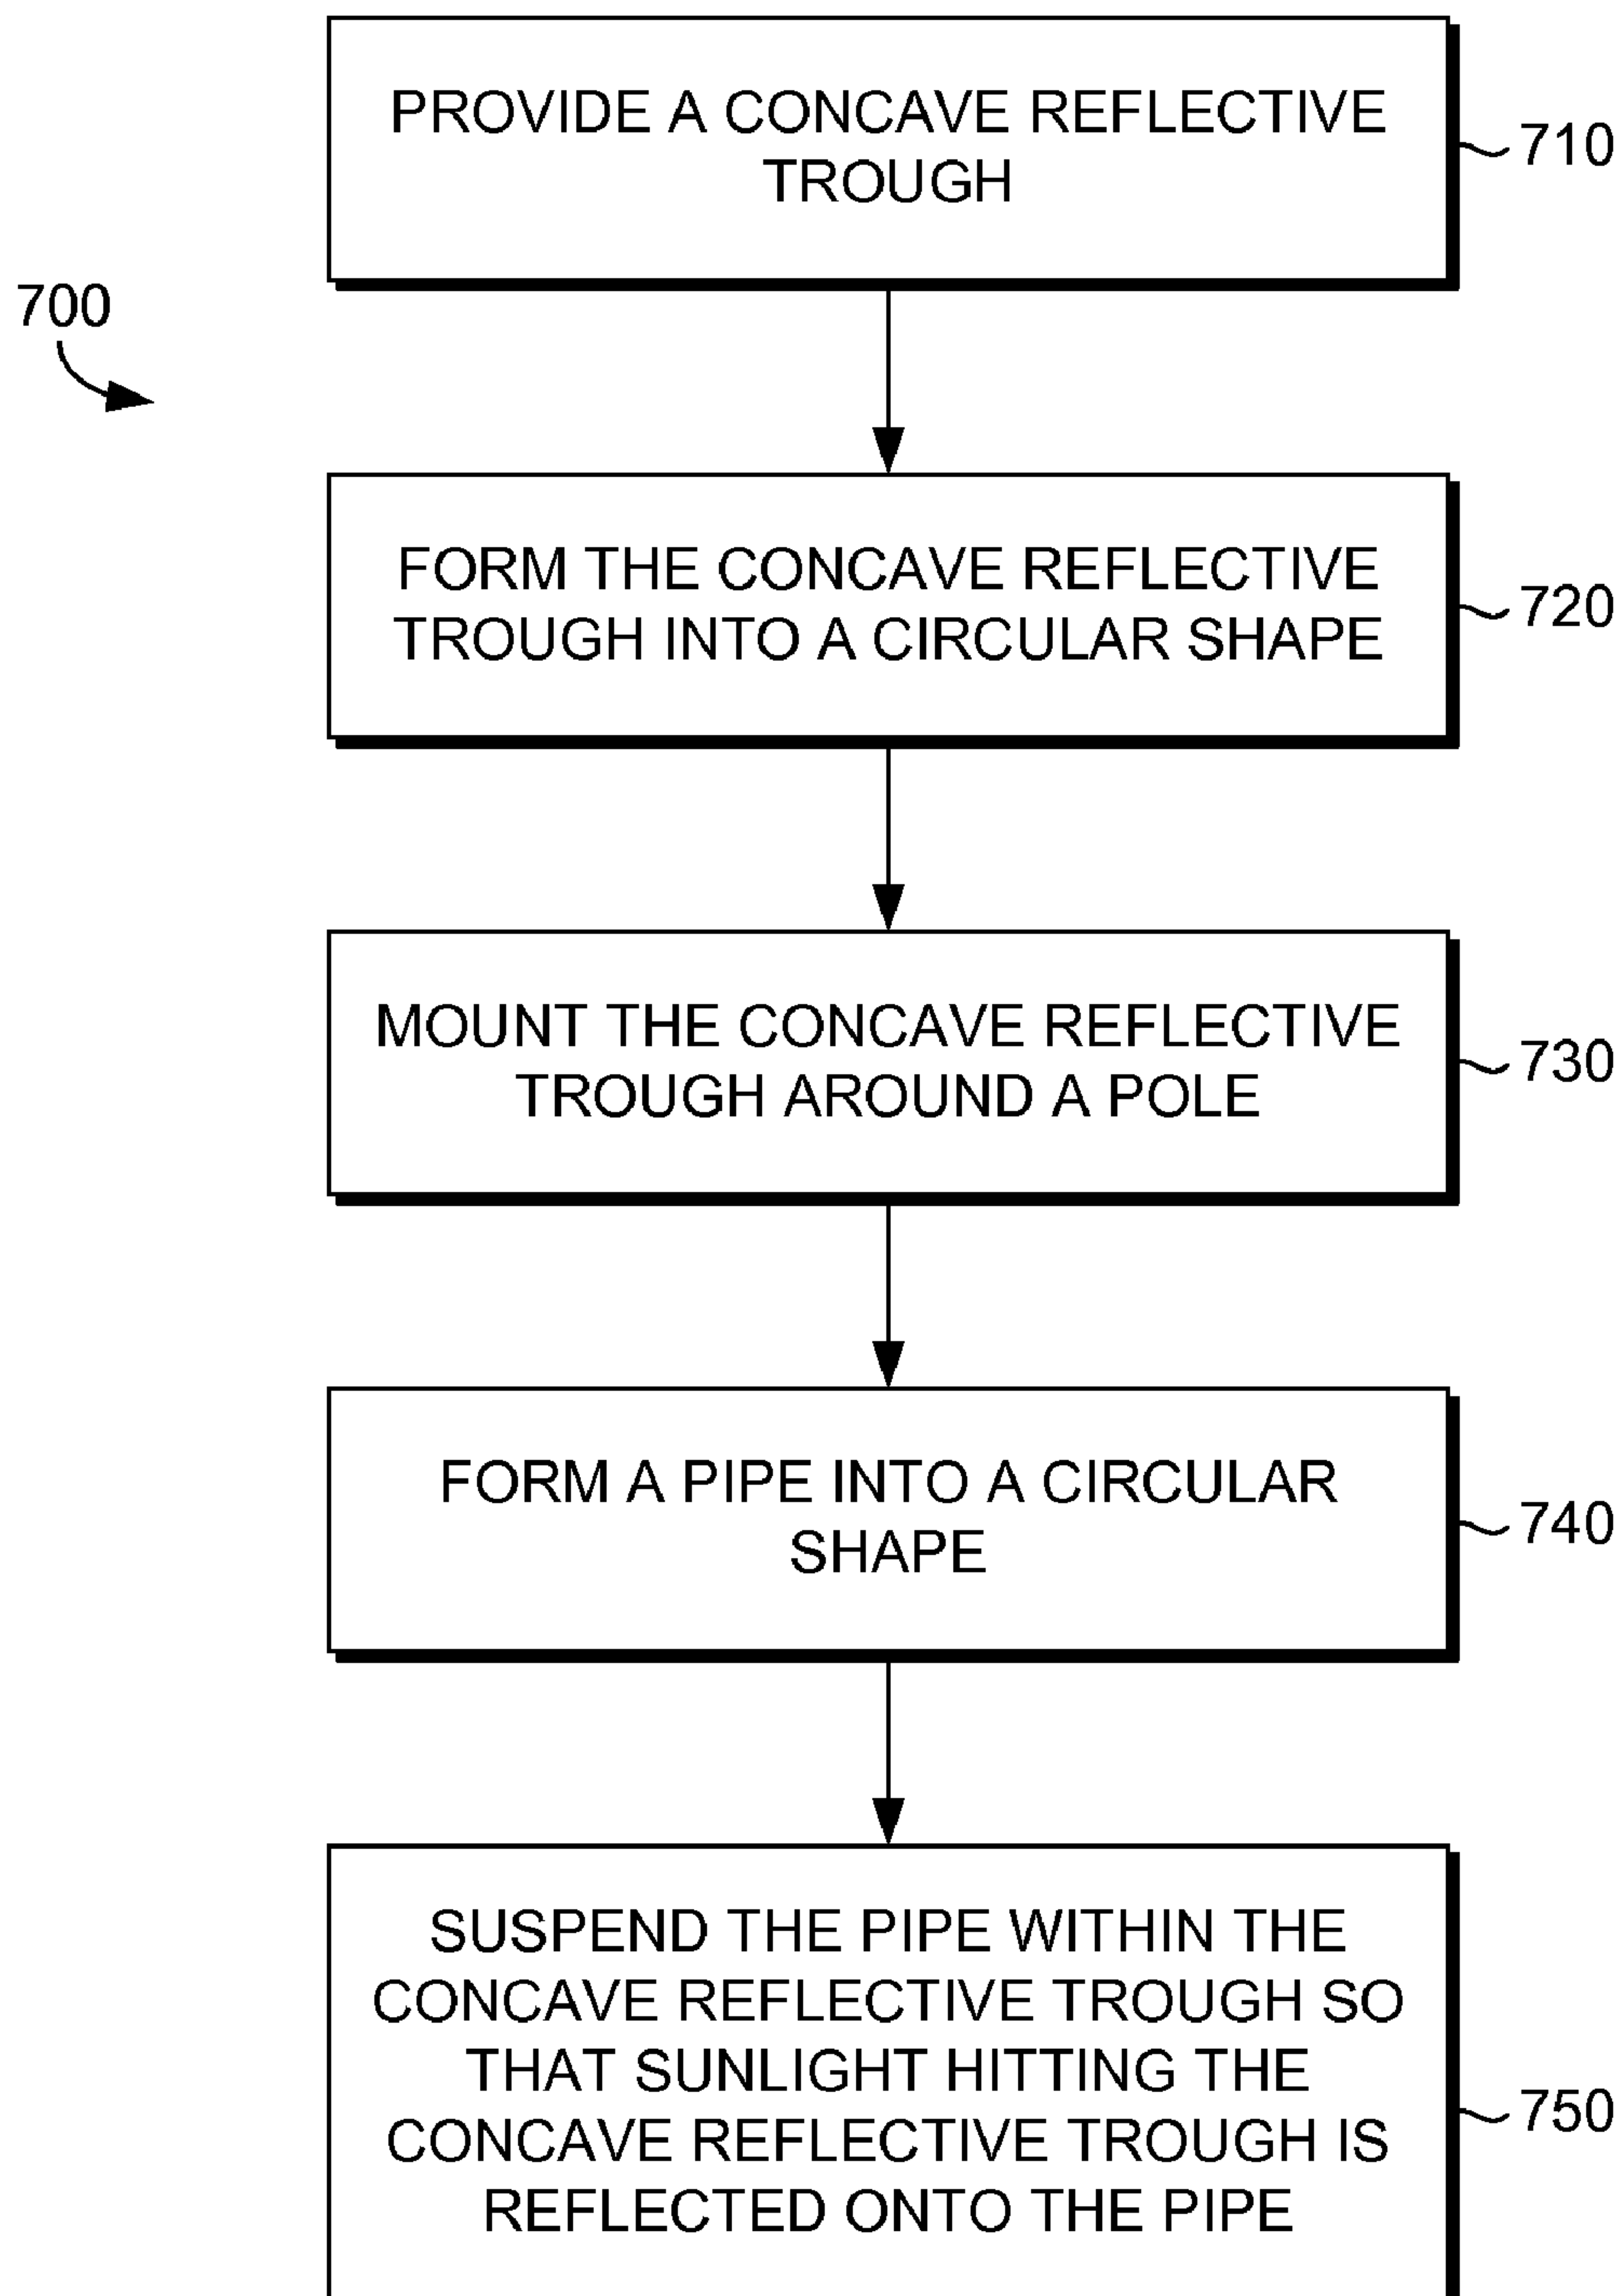 PROVIDE A CONCAVE REFLECTIVE
TROUGH
710
700
FORM THE CONCAVE REFLECTIVE
TROUGH INTO A CIRCULAR SHAPE
720
MOUNT THE CONCAVE REFLECTIVE
TROUGH AROUND A POLE
730
FORM A PIPE INTO A CIRCULAR
SHAPE
740
SUSPEND THE PIPE WITHIN THE
CONCAVE REFLECTIVE TROUGH SO
THAT SUNLIGHT HITTING THE
CONCAVE REFLECTIVE TROUGH IS
REFLECTED ONTO THE PIPE
750